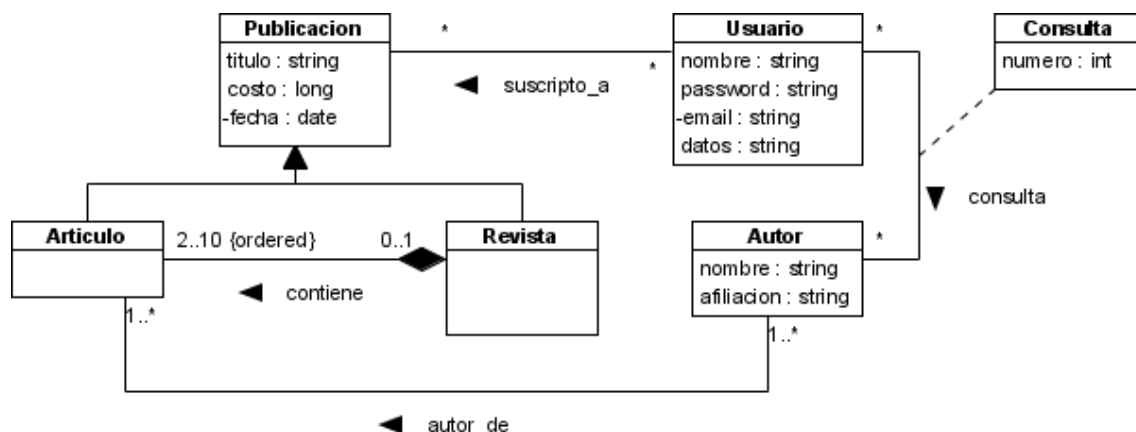 Publicacion
titulo : string
costo : long
-fecha : date
*
*
suscripto_a
Usuario
nombre : string
password : string
-email : string
datos : string
*
Consulta
numero : int
consulta
Articulo
2..10 {ordered}
0..1
Revista
contiene
1..*
*
Autor
nombre : string
afiliacion : string
1..*
autor_de